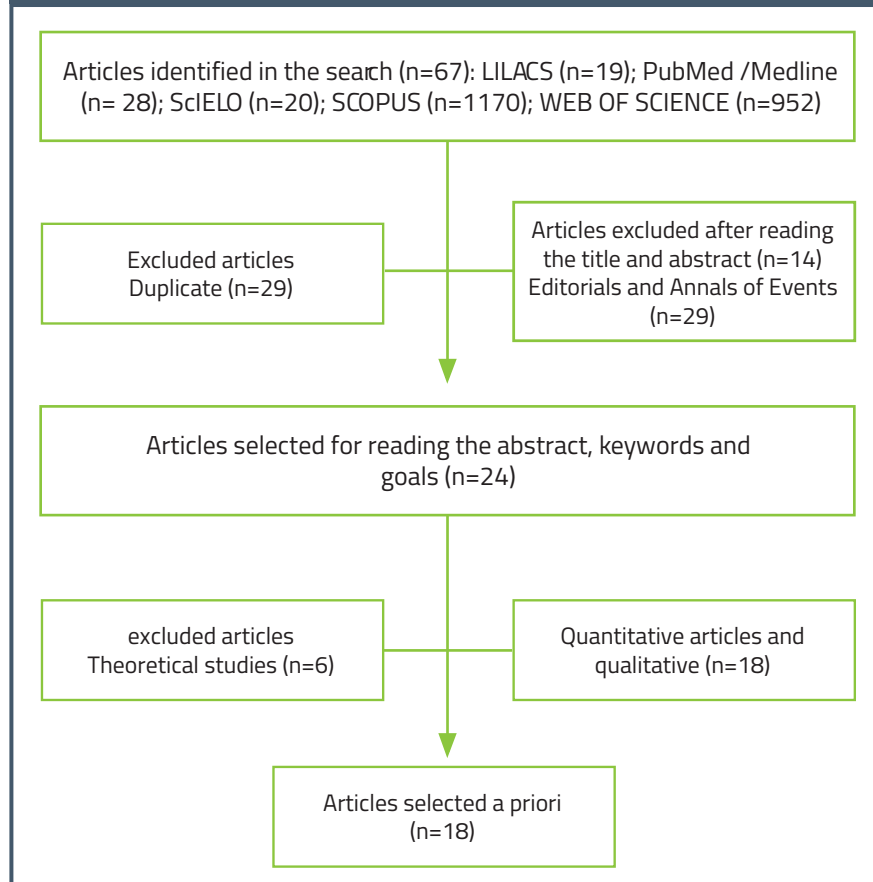 Articles identified in the search (n=67): LILACS (n=19); PubMed /Medline
(n= 28); ScIELO (n=20); SCOPUS (n=1170); WEB OF SCIENCE (n=952)
Excluded articles
Duplicate (n=29)
Articles excluded after reading
the title and abstract (n=14)
Editorials and Annals of Events
(n=29)
Articles selected for reading the abstract, keywords and
goals (n=24)
excluded articles
Theoretical studies (n=6)
Quantitative articles and
qualitative (n=18)
Articles selected a priori
(n=18)